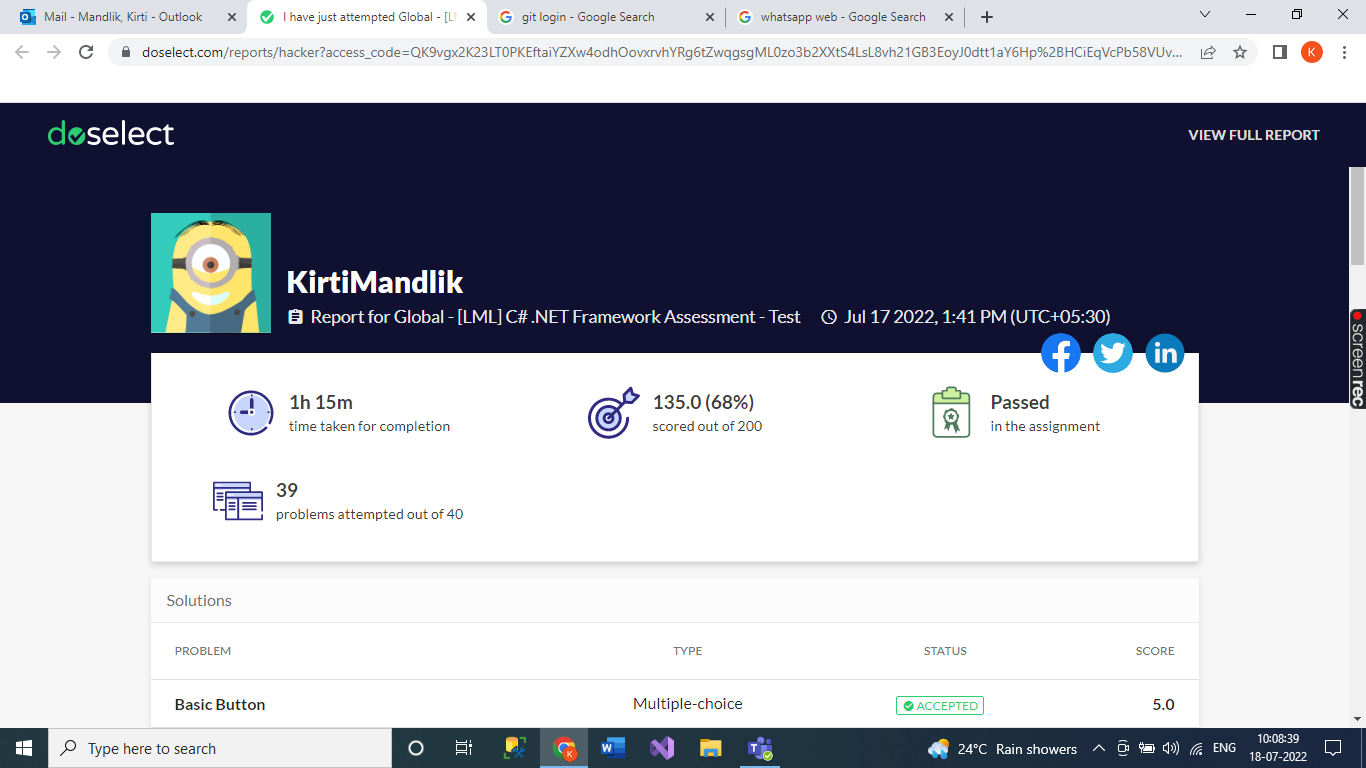 Mail - Mandlik, Kirti - Outlook
I have just attempted Global - [LM
git login - Google Search
whatsapp web - Google Search
doselect.com/reports/hacker?access_code=QK9vgx2K23LT0PKEftaiYZXw4odhOovxrvhYRg6tZwqgsgML0zo3b2XXtS4LsL8vh21GB3EoyJ0dtt1aY6Hp%2BHCiEqVcPb58VUv...
K
doselect
VIEW FULL REPORT
KirtiMandlik
Report for Global - [LML] C# .NET Framework Assessment - Test
Jul 17 2022, 1:41 PM (UTC+05:30)
screenrec
1h 15m
time taken for completion
135.0 (68%)
scored out of 200
Passed
in the assignment
39
problems attempted out of 40
Solutions
PROBLEM TYPE STATUS SCORE
Basic Button Multiple-choice ACCEPTED 5.0
Type here to search
24°C Rain showers
ENG
10:08:39
18-07-2022